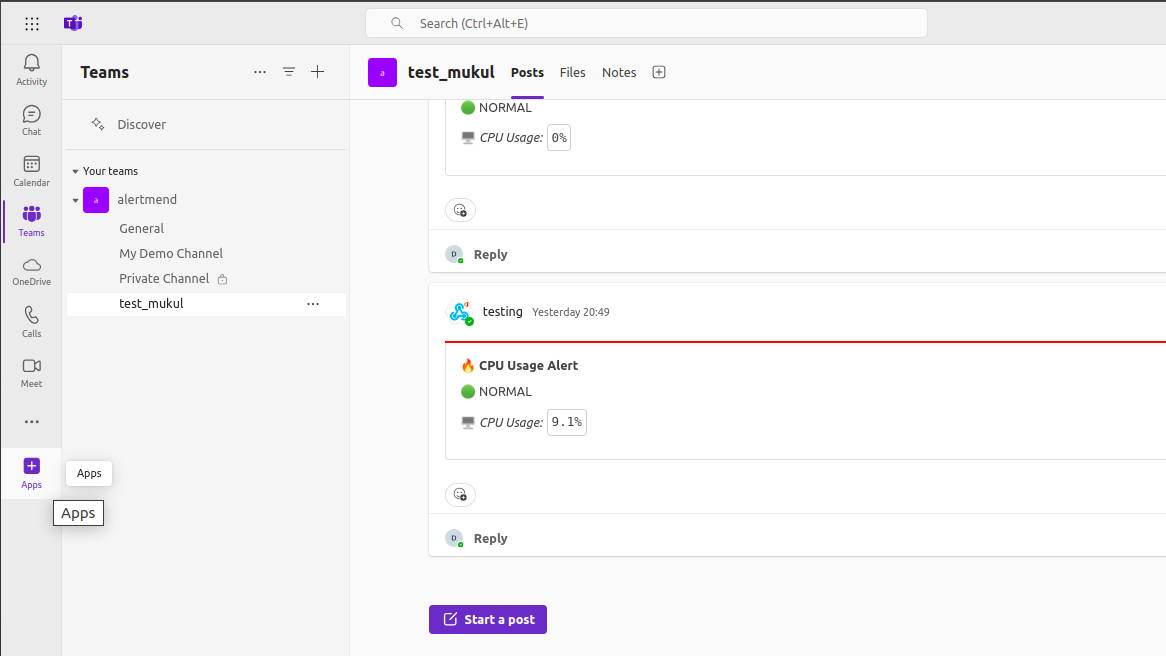 Search (Ctrl+Alt+E)
Activity
Chat
Calendar
Teams
OneDrive
Calls
Meet
Apps
Apps
Apps
Teams
Discover
Your teams
a alertmend
General
My Demo Channel
Private Channel
test_mukul
a test_mukul Posts Files Notes
NORMAL
CPU Usage: 0%
D Reply
testing Yesterday 20:49
CPU Usage Alert
NORMAL
CPU Usage: 9.1%
D Reply
Start a post